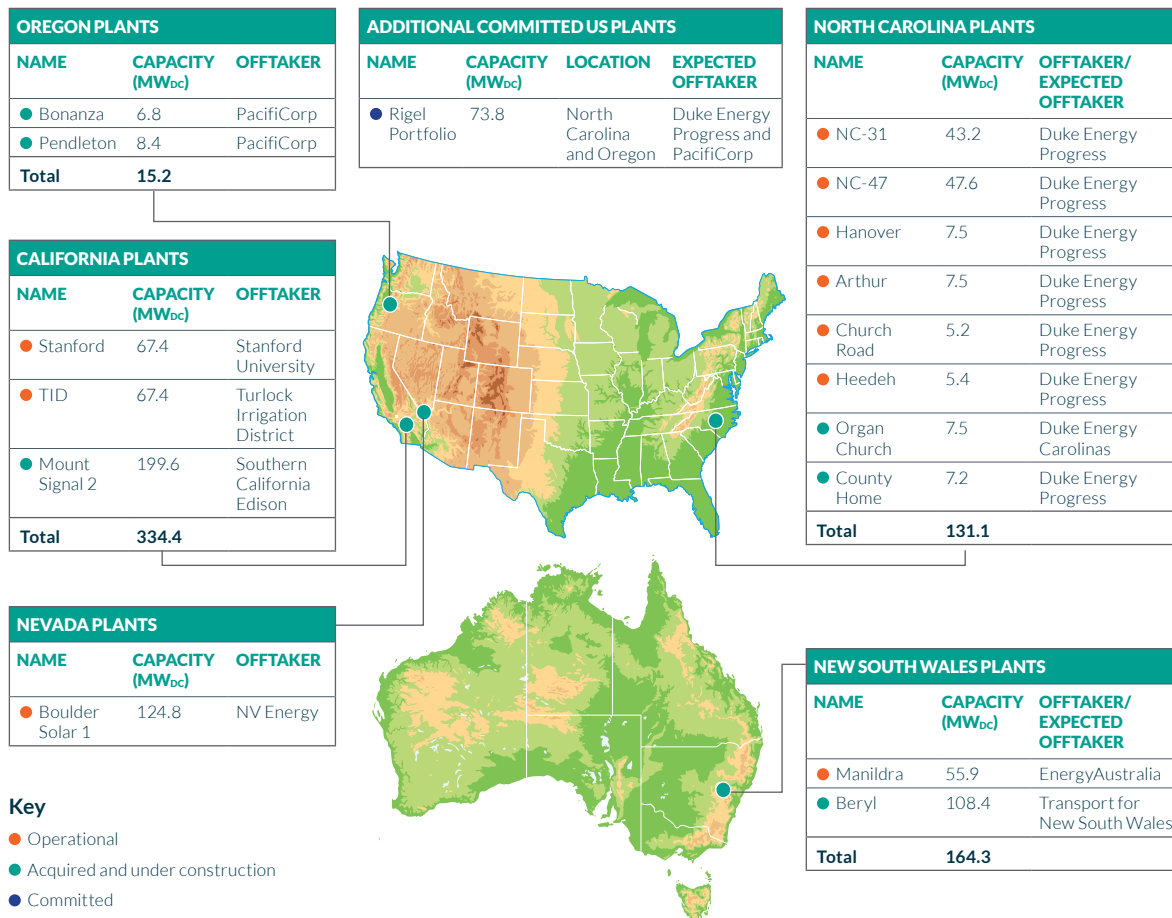 OREGON PLANTS
NAME CAPACITY OFFTAKER
(MWDC)
Bonanza 6.8 PacifiCorp
Pendleton 8.4 PacifiCorp
Total 15.2
ADDITIONAL COMMITTED US PLANTS
NAME CAPACITY LOCATION EXPECTED
(MWDC) OFFTAKER
Rigel 73.8 North Duke Energy
Portfolio Carolina Progress and
and Oregon PacifiCorp
NORTH CAROLINA PLANTS
NAME CAPACITY OFFTAKER/
(MWDC) EXPECTED
OFFTAKER
NC-31 43.2 Duke Energy
Progress
NC-47 47.6 Duke Energy
Progress
Hanover 7.5 Duke Energy
Progress
Arthur 7.5 Duke Energy
Progress
Church 5.2 Duke Energy
Road Progress
Heedeh 5.4 Duke Energy
Progress
Organ 7.5 Duke Energy
Church Carolinas
County 7.2 Duke Energy
Home Progress
Total 131.1
CALIFORNIA PLANTS
NAME CAPACITY OFFTAKER
(MWDC)
Stanford 67.4 Stanford
University
TID 67.4 Turlock
Irrigation
District
Mount 199.6 Southern
Signal 2 California
Edison
Total 334.4
NEVADA PLANTS
NAME CAPACITY OFFTAKER
(MWDC)
Boulder 124.8 NV Energy
Solar 1
NEW SOUTH WALES PLANTS
NAME CAPACITY OFFTAKER/
(MWDC) EXPECTED
OFFTAKER
Manildra 55.9 EnergyAustralia
Beryl 108.4 Transport for
New South Wales
Total 164.3
Key
Operational
Acquired and under construction
Committed